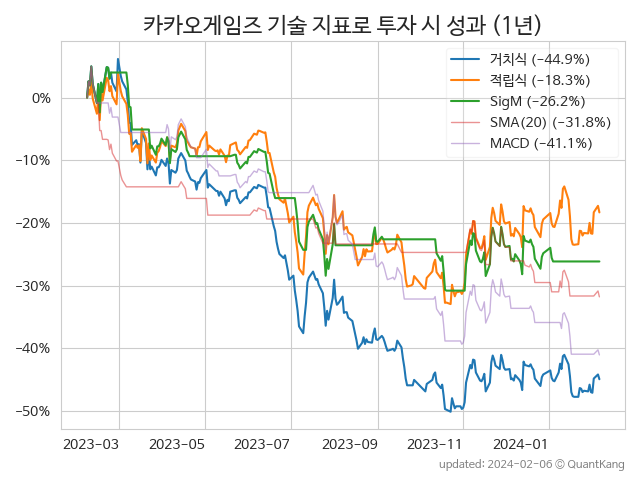 카카오게임즈 기술 지표로 투자 시 성과 (1년)
거치식 (−44.9%)
적립식 (−18.3%)
SigM (−26.2%)
SMA(20) (−31.8%)
MACD (−41.1%)
0%
−10%
−20%
−30%
−40%
−50%
2023-03 2023-05 2023-07 2023-09 2023-11 2024-01
updated: 2024-02-06 © QuantKang